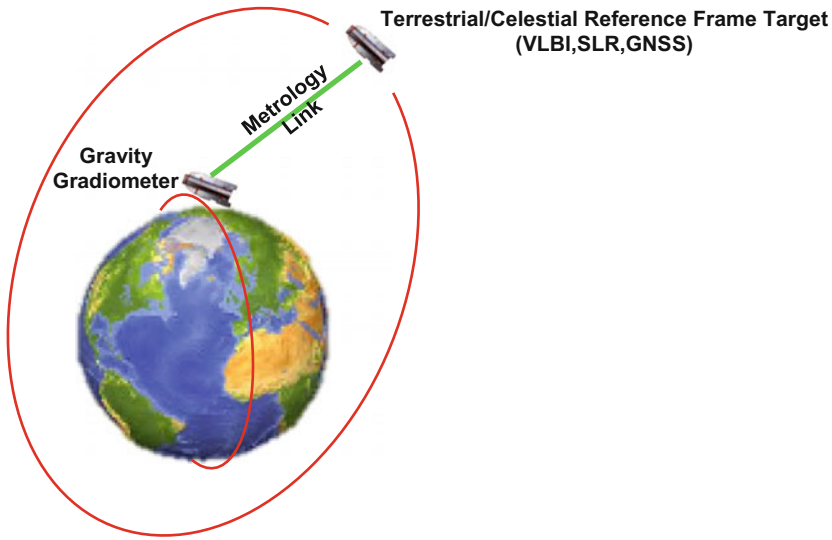 Terrestrial/Celestial Reference Frame Target
(VLBI,SLR,GNSS)
Metrology
Link
Gravity
Gradiometer